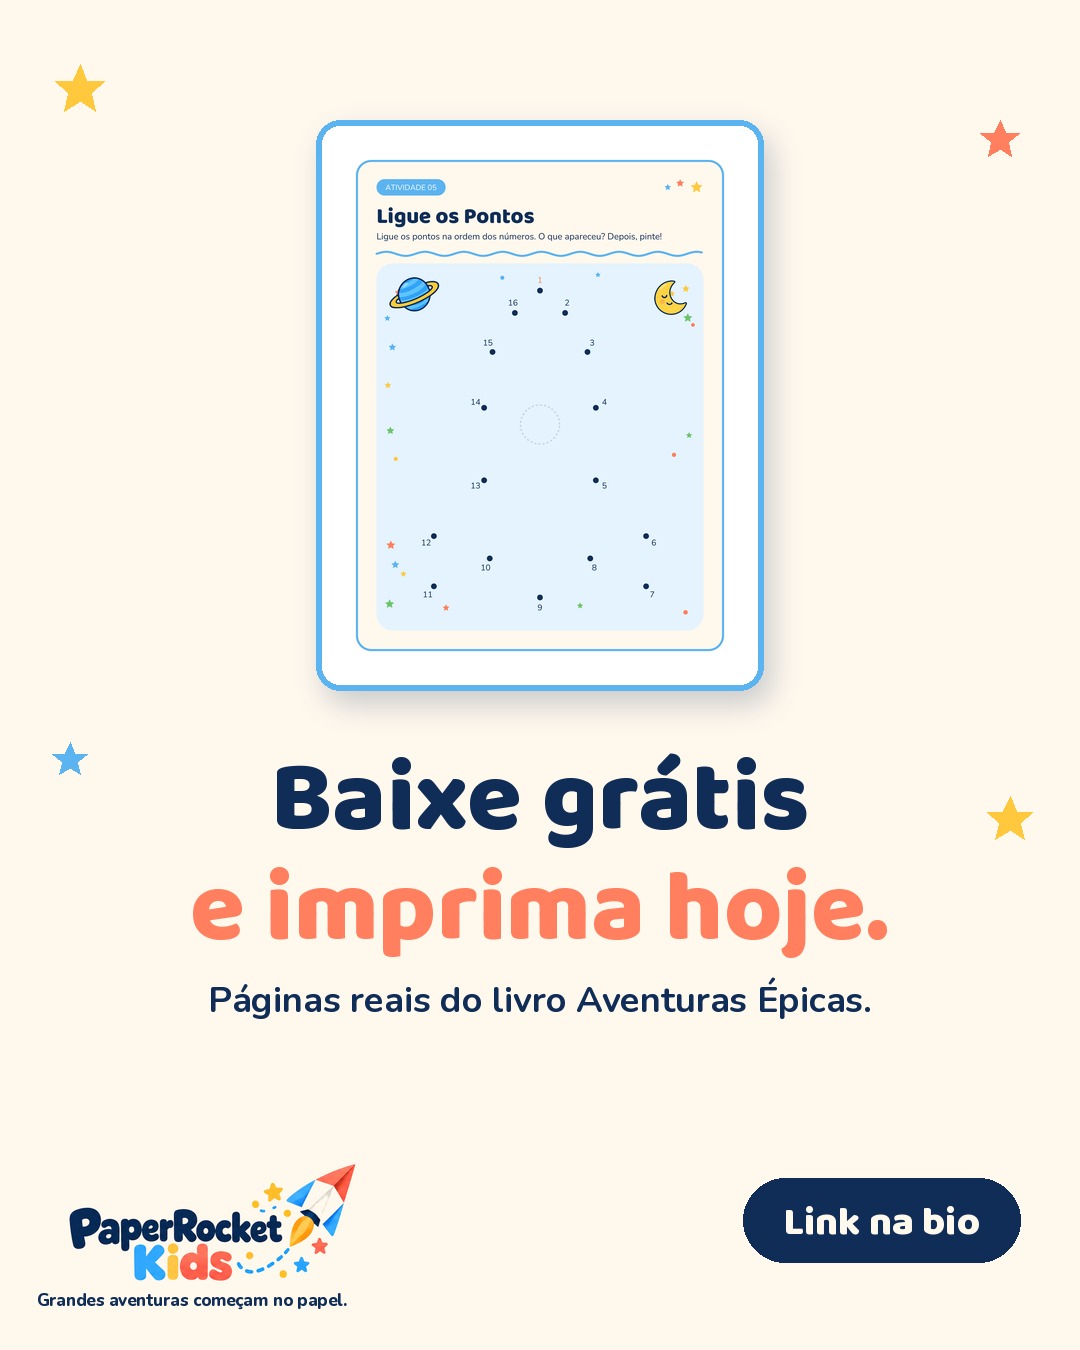 ATIVIDADE 05
Ligue os Pontos
Ligue os pontos na ordem dos números. O que apareceu? Depois, pinte!
1
16 2
15 3
14 4
13 5
12 6
10 8
11 7
9
Baixe grátis
e imprima hoje.
Páginas reais do livro Aventuras Épicas.
PaperRocket
Kids
Grandes aventuras começam no papel.
Link na bio